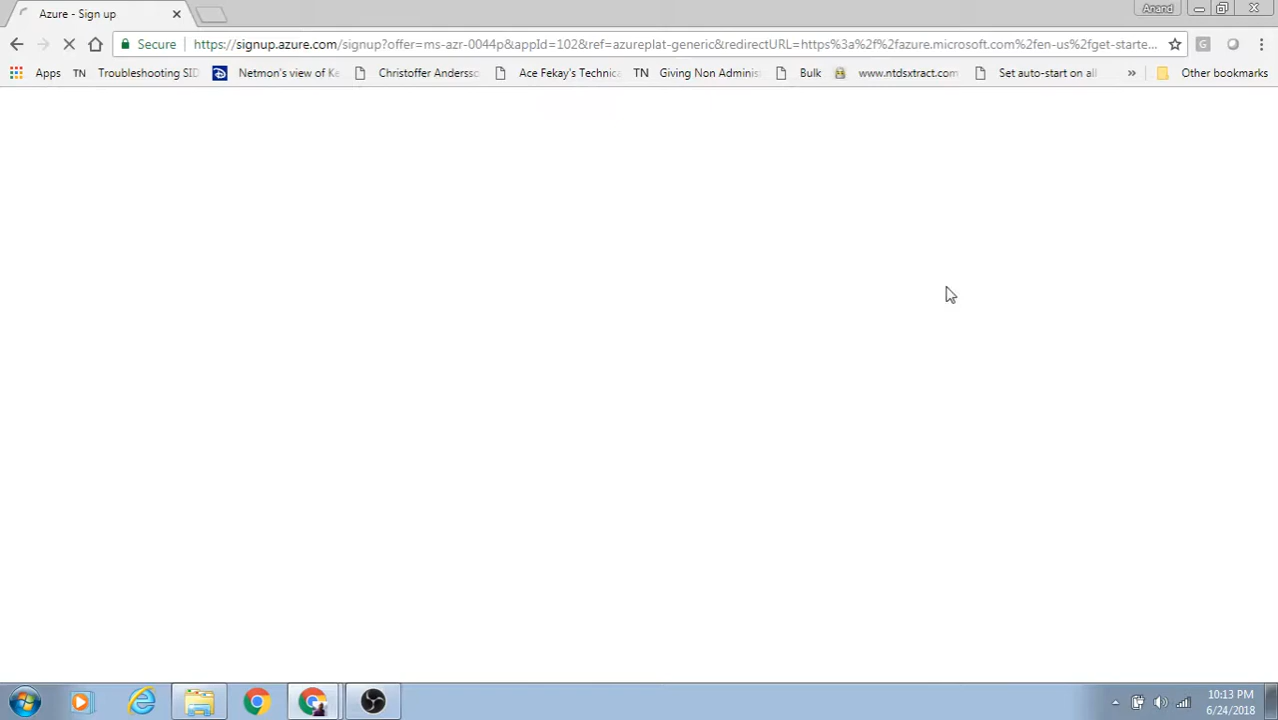 Azure - Sign up
Anand
Secure https://signup.azure.com/signup?offer=ms-azr-0044p&appId=102&ref=azureplat-generic&redirectURL=https%3a%2f%2fazure.microsoft.com%2fen-us%2fget-starte...
Apps TN Troubleshooting SID Netmon's view of Ke Christoffer Anderssc Ace Fekay's Technica TN Giving Non Adminis Bulk www.ntdsxtract.com Set auto-start on all » Other bookmarks
10:13 PM
6/24/2018